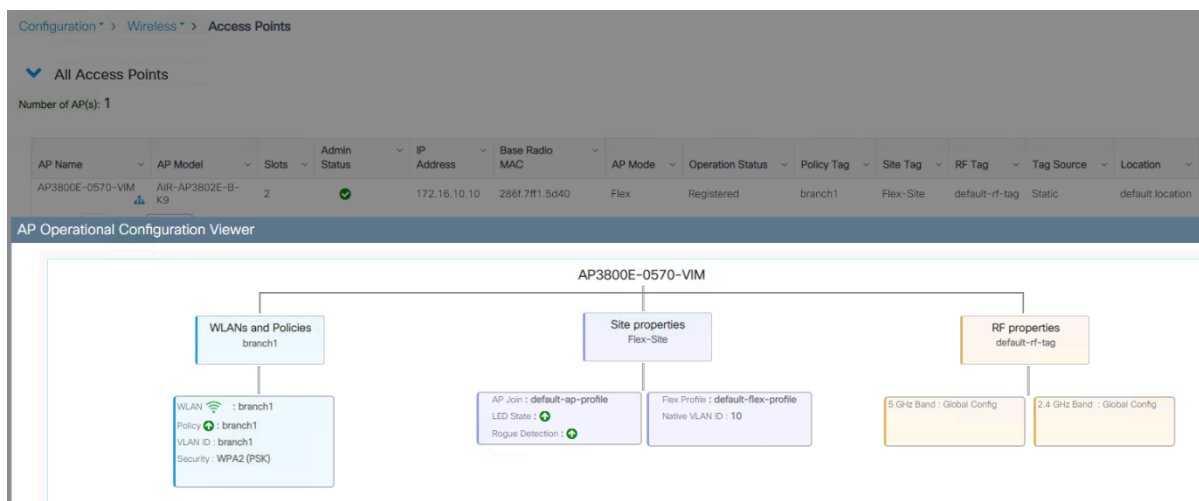 Configuration > Wireless > Access Points
All Access Points
Number of AP(s): 1
AP Name AP Model Slots Admin Status IP Address Base Radio MAC AP Mode Operation Status Policy Tag Site Tag RF Tag Tag Source Location
AP3800E-0570-VIM AIR-AP3802E-B-K9 2 172.16.10.10 286f.7ff1.5d40 Flex Registered branch1 Flex-Site default-rf-tag Static default location
AP Operational Configuration Viewer
AP3800E-0570-VIM
WLANs and Policies
branch1
Site properties
Flex-Site
RF properties
default-rf-tag
WLAN : branch1
Policy : branch1
VLAN ID : branch1
Security : WPA2 (PSK)
AP Join : default-ap-profile
LED State :
Rogue Detection :
Flex Profile : default-flex-profile
Native VLAN ID : 10
5 GHz Band : Global Config
2.4 GHz Band : Global Config